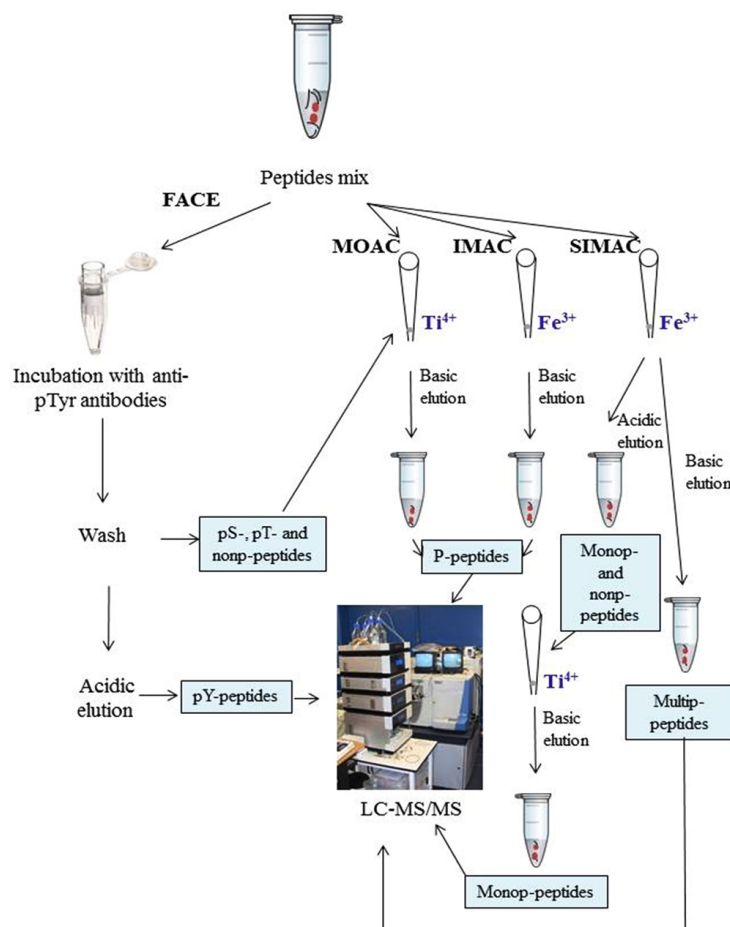 Peptides mix
FACE
MOAC
IMAC
SIMAC
Ti4+
Fe3+
Fe3+
Incubation with anti-
pTyr antibodies
Basic
elution
Basic
elution
Acidic
elution
Basic
elution
Wash
pS-, pT- and
nonp-peptides
P-peptides
Monop-
and
nonp-
peptides
Acidic
elution
pY-peptides
Ti4+
Multip-
peptides
Basic
elution
LC-MS/MS
Monop-peptides